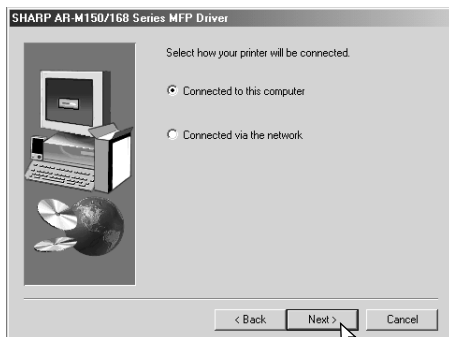 SHARP AR-M150/168 Series MFP Driver
Select how your printer will be connected.
Connected to this computer
Connected via the network
< Back Next > Cancel